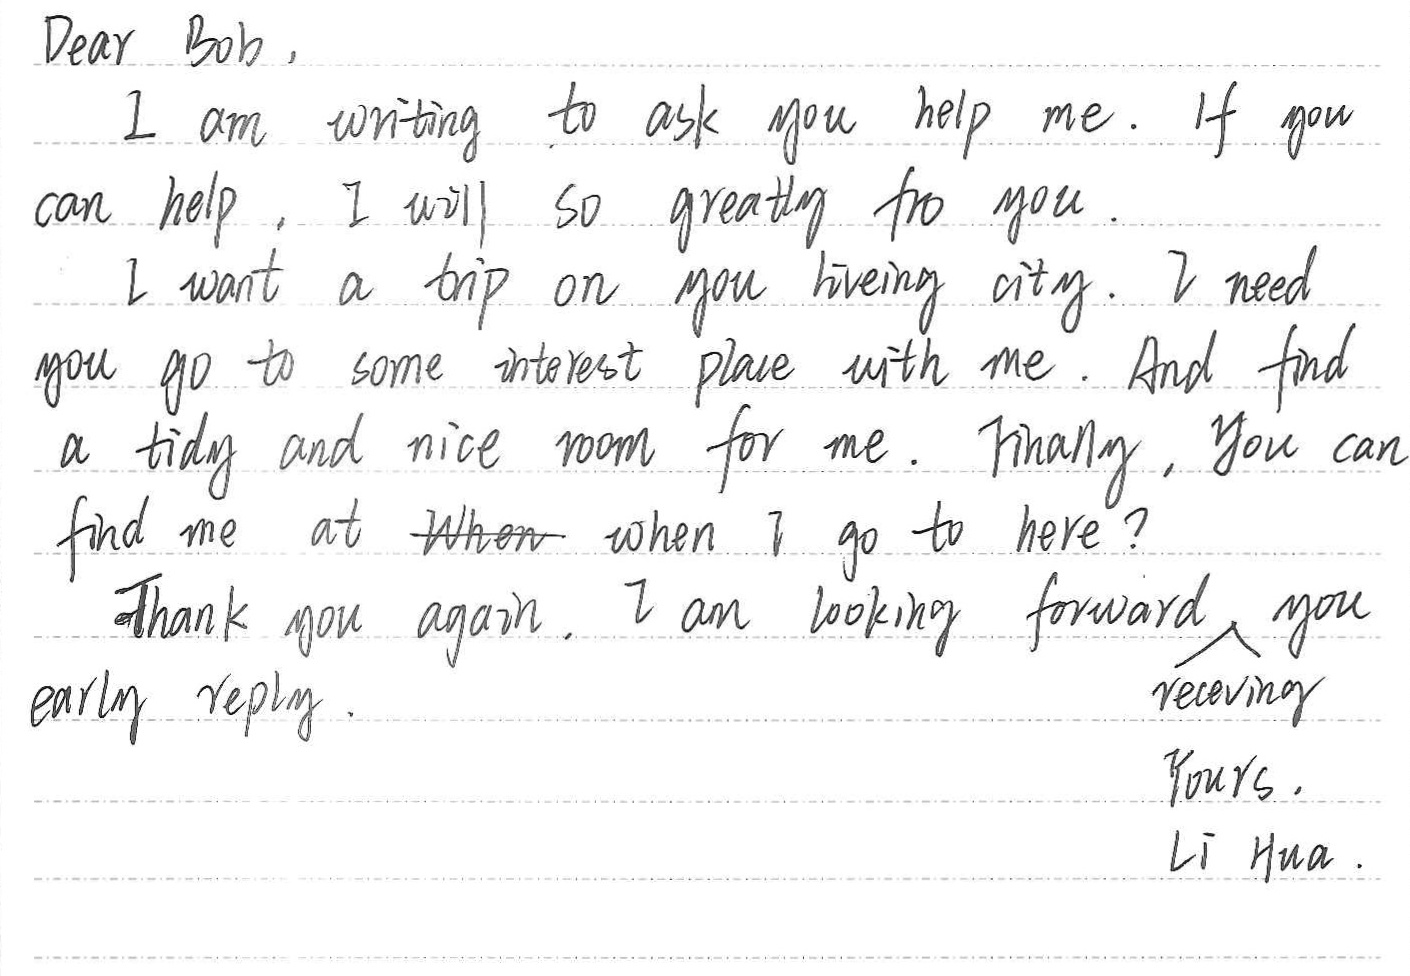 Dear Bob,
I am writing to ask you help me. If you
can help, I will so greatly fro you.
I want a trip on you liveing city. I need
you go to some interest place with me. And find
a tidy and nice room for me. Finally, You can
find me at When when I go to here?
Thank you again. I am looking forward you
early reply.
receving
Yours.
Li Hua.